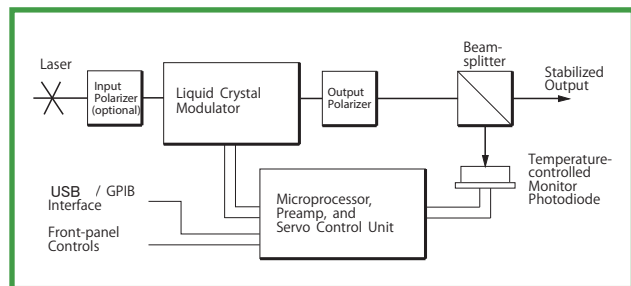 Laser
Input
Polarizer
(optional)
Liquid Crystal
Modulator
Output
Polarizer
Beam-
splitter
Stabilized
Output
Temperature-
controlled
Monitor
Photodiode
Microprocessor,
Preamp, and
Servo Control Unit
USB / GPIB
Interface
Front-panel
Controls